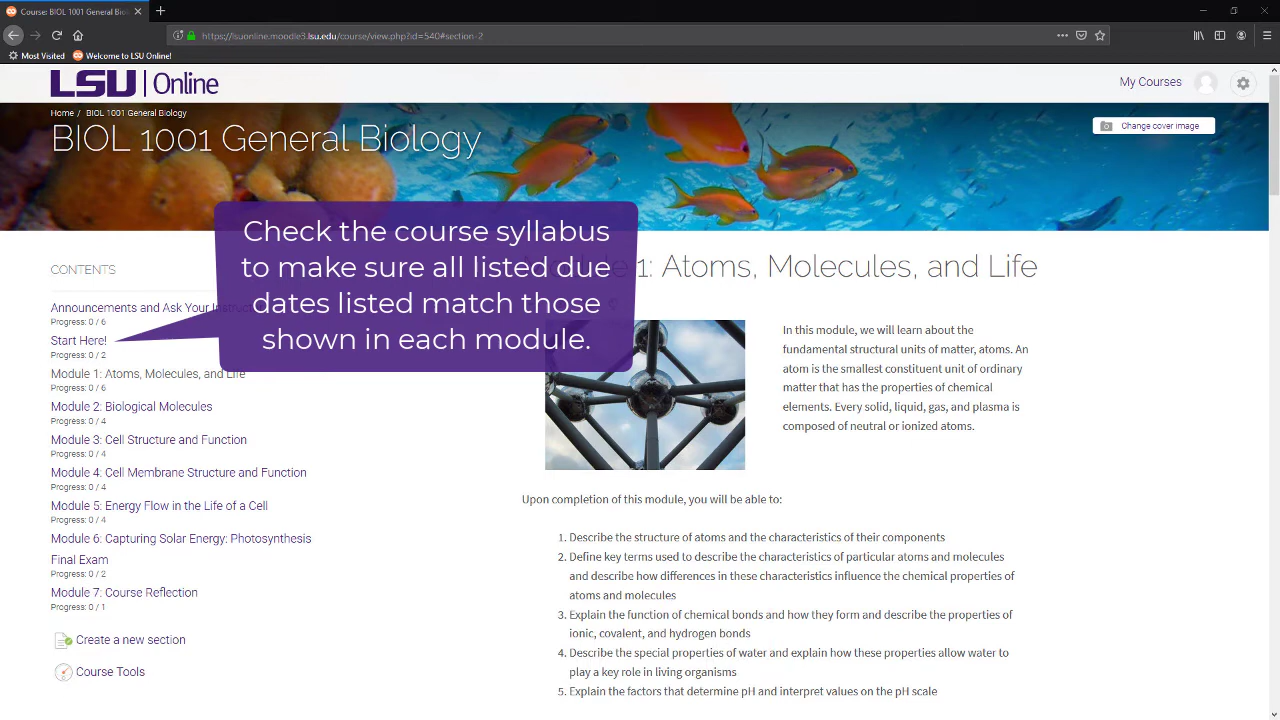 Course: BIOL 1001 General Biol
https://lsuonline.moodle3.lsu.edu/course/view.php?id=540#section-2
Most Visited
Welcome to LSU Online!
LSU | Online
My Courses
Home / BIOL 1001 General Biology
BIOL 1001 General Biology
Change cover image
Check the course syllabus
to make sure all listed due
dates listed match those
shown in each module.
CONTENTS
Announcements and Ask Your
Progress: 0 / 6
Start Here!
Progress: 0 / 2
Module 1: Atoms, Molecules, and Life
Progress: 0 / 6
Module 2: Biological Molecules
Progress: 0 / 4
Module 3: Cell Structure and Function
Progress: 0 / 4
Module 4: Cell Membrane Structure and Function
Progress: 0 / 4
Module 5: Energy Flow in the Life of a Cell
Progress: 0 / 4
Module 6: Capturing Solar Energy: Photosynthesis
Final Exam
Progress: 0 / 2
Module 7: Course Reflection
Progress: 0 / 1
Create a new section
Course Tools
1: Atoms, Molecules, and Life
In this module, we will learn about the
fundamental structural units of matter, atoms. An
atom is the smallest constituent unit of ordinary
matter that has the properties of chemical
elements. Every solid, liquid, gas, and plasma is
composed of neutral or ionized atoms.
Upon completion of this module, you will be able to:
1. Describe the structure of atoms and the characteristics of their components
2. Define key terms used to describe the characteristics of particular atoms and molecules
and describe how differences in these characteristics influence the chemical properties of
atoms and molecules
3. Explain the function of chemical bonds and how they form and describe the properties of
ionic, covalent, and hydrogen bonds
4. Describe the special properties of water and explain how these properties allow water to
play a key role in living organisms
5. Explain the factors that determine pH and interpret values on the pH scale